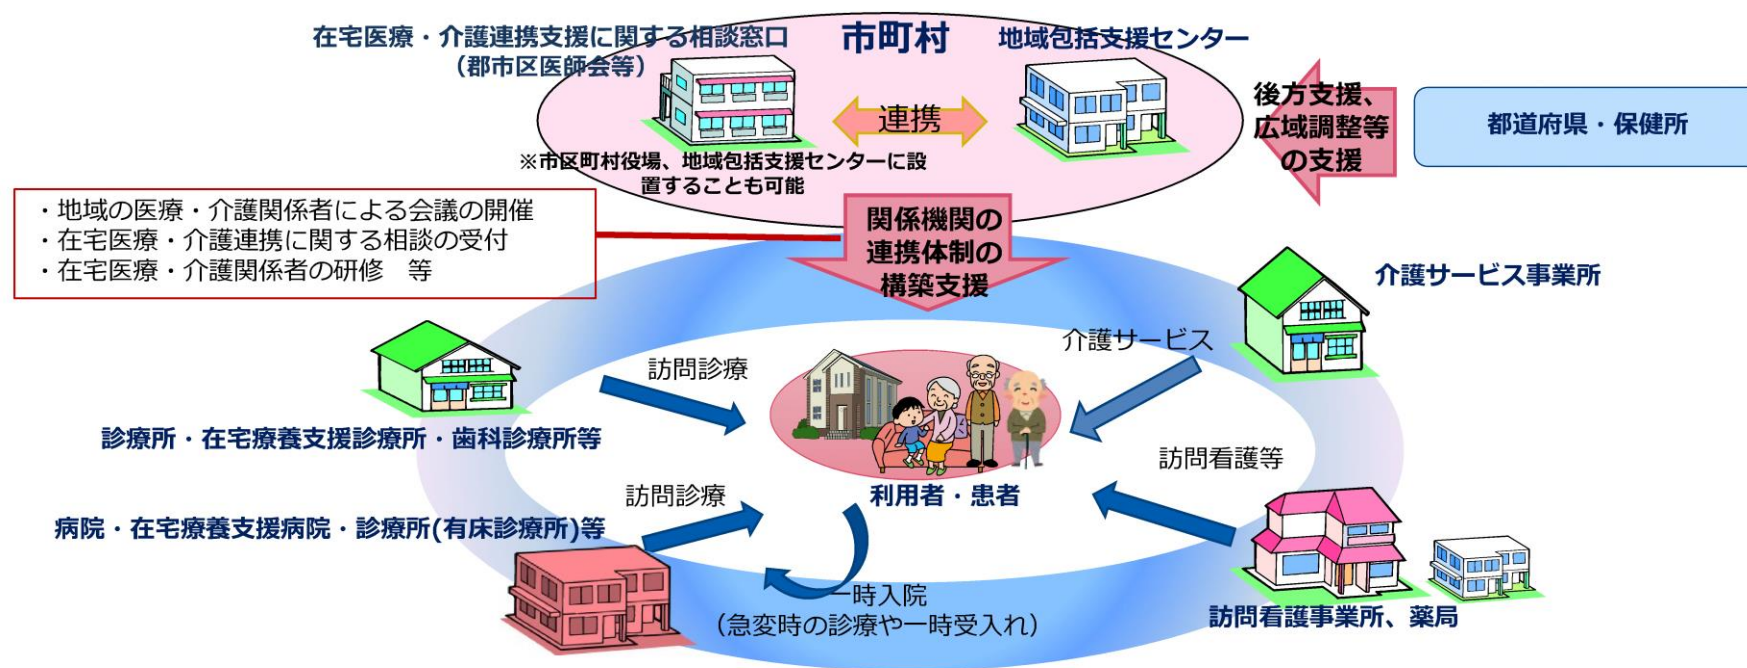 市町村
在宅医療・介護連携支援に関する相談窓口
（郡市区医師会等）
地域包括支援センター
連携
※市区町村役場、地域包括支援センターに設
置することも可能
後方支援、
広域調整等
の支援
都道府県・保健所
・地域の医療・介護関係者による会議の開催
・在宅医療・介護連携に関する相談の受付
・在宅医療・介護関係者の研修　等
関係機関の
連携体制の
構築支援
介護サービス事業所
介護サービス
訪問診療
診療所・在宅療養支援診療所・歯科診療所等
訪問看護等
利用者・患者
訪問診療
病院・在宅療養支援病院・診療所(有床診療所)等
一時入院
（急変時の診療や一時受入れ）
訪問看護事業所、薬局